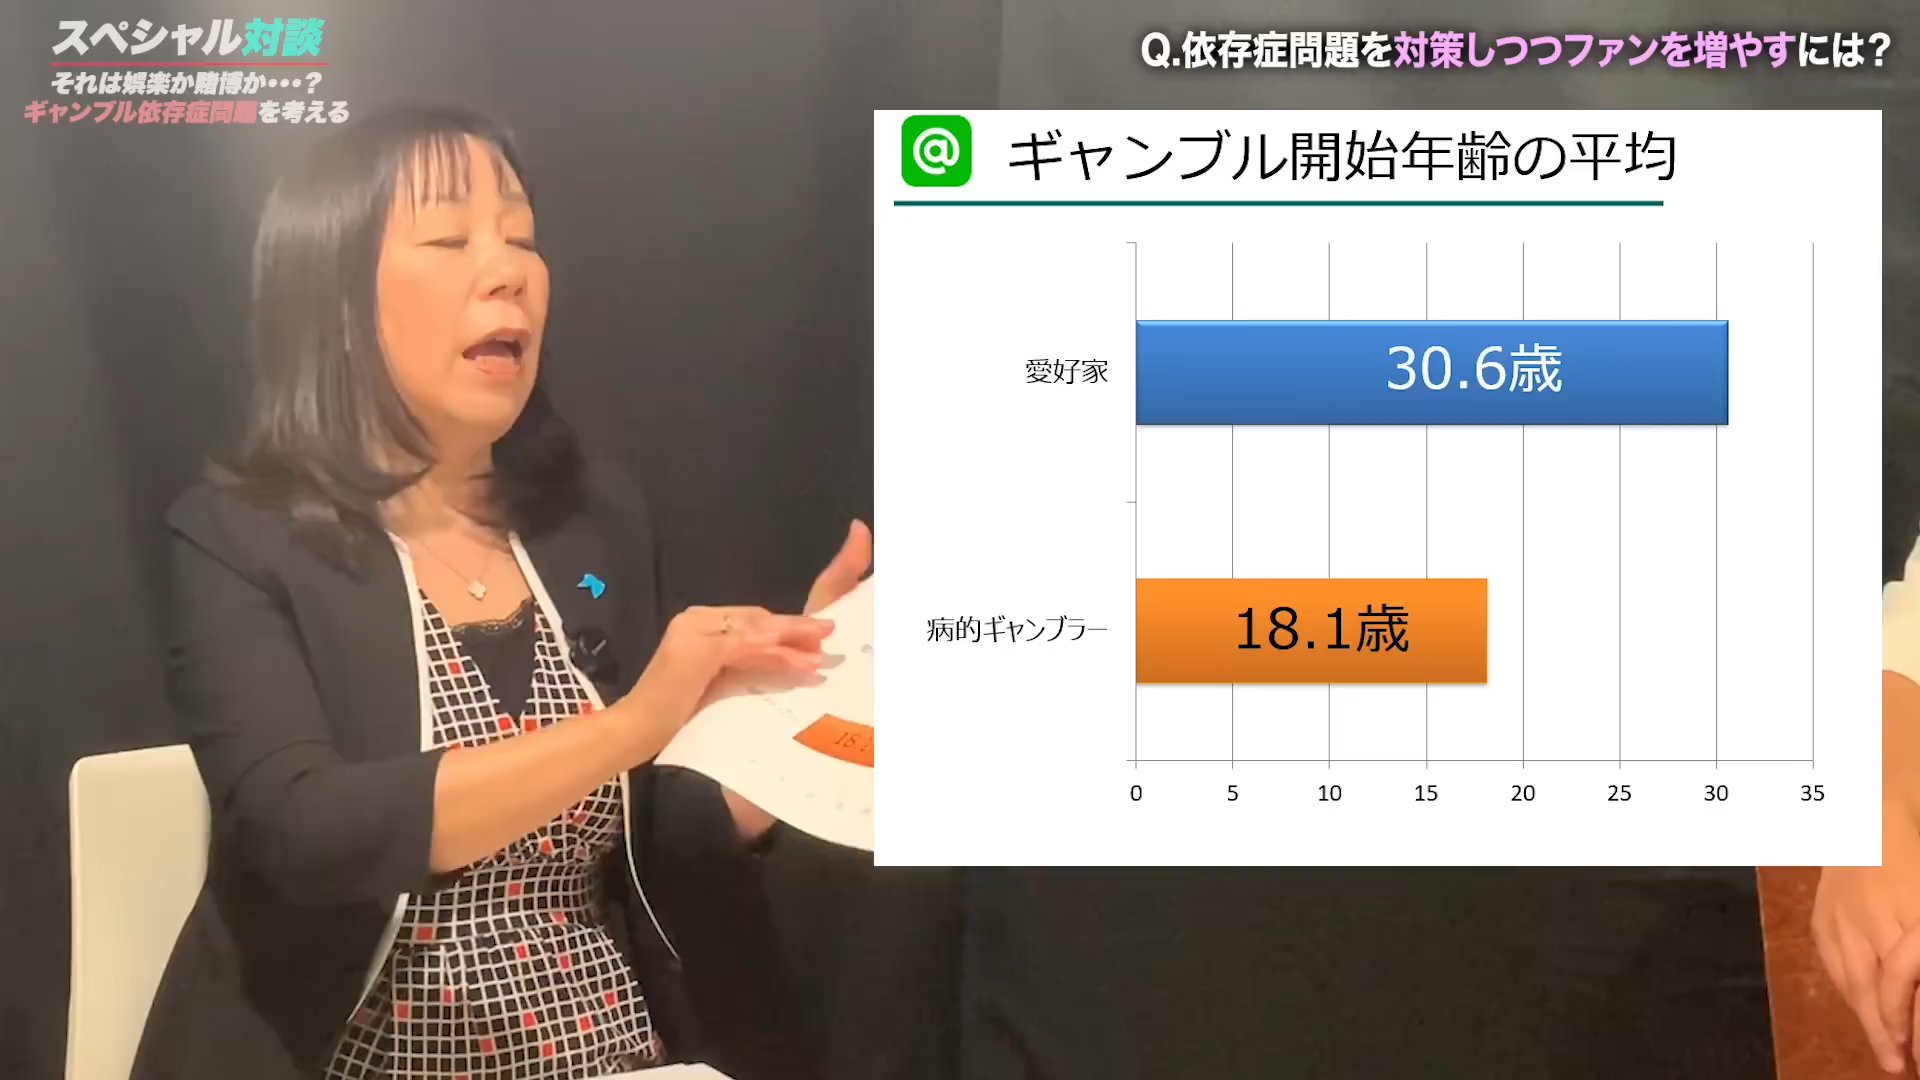 スペシャル対談
それは娯楽か賭博か・・・？
ギャンブル依存症問題を考える
Q.依存症問題を対策しつつファンを増やすには？
@ ギャンブル開始年齢の平均
愛好家
30.6歳
病的ギャンブラー
18.1歳
0 5 10 15 20 25 30 35